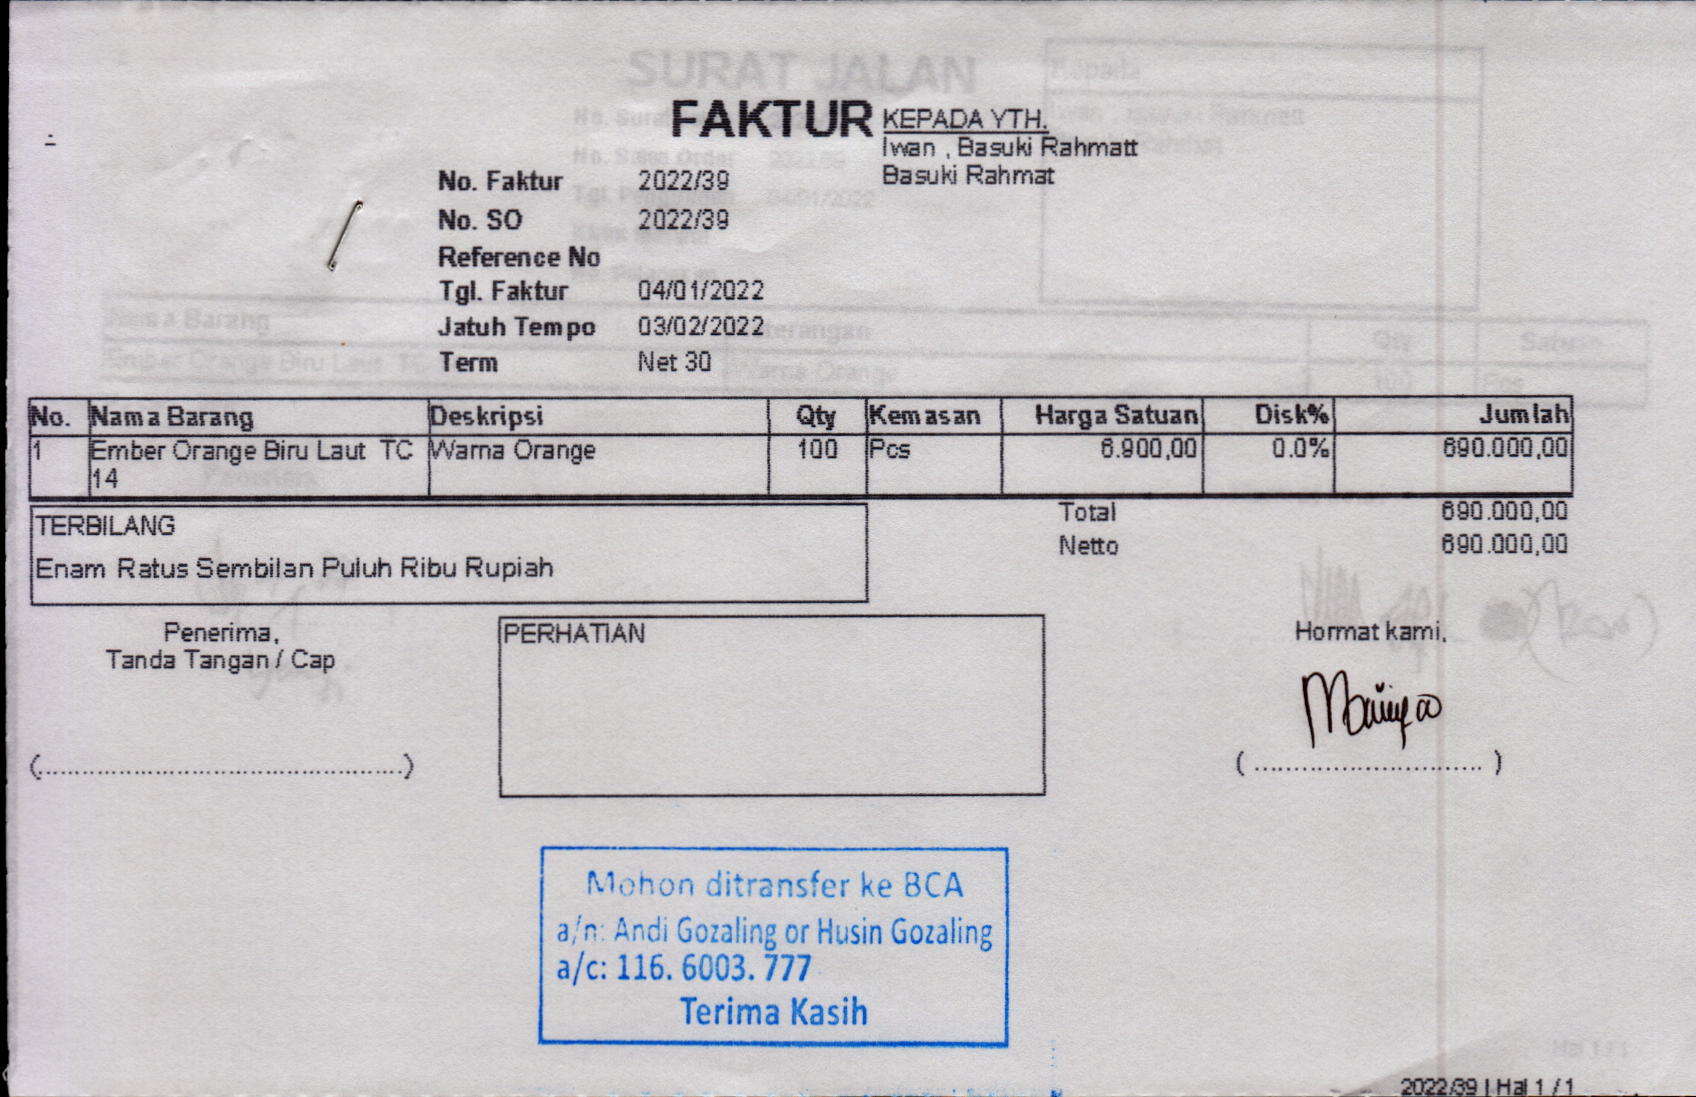 SURAT JALAN
Kepada
FAKTUR
KEPADA YTH.
Iwan , Basuki Rahmatt
Basuki Rahmat
No. Faktur 2022/39
No. SO 2022/39
Reference No
Tgl. Faktur 04/01/2022
Jatuh Tempo 03/02/2022
Term Net 30
No. Nama Barang Deskripsi Qty Kemasan Harga Satuan Disk% Jumlah
1 Ember Orange Biru Laut TC Warna Orange 100 Pcs 6.900,00 0.0% 690.000,00
14
Total 690.000,00
Netto 690.000,00
TERBILANG
Enam Ratus Sembilan Puluh Ribu Rupiah
Penerima,
Tanda Tangan / Cap
(................................................)
PERHATIAN
Hormat kami,
( ............................. )
Mohon ditransfer ke BCA
a/n: Andi Gozaling or Husin Gozaling
a/c: 116. 6003. 777
Terima Kasih
2022/39 | Hal 1 / 1